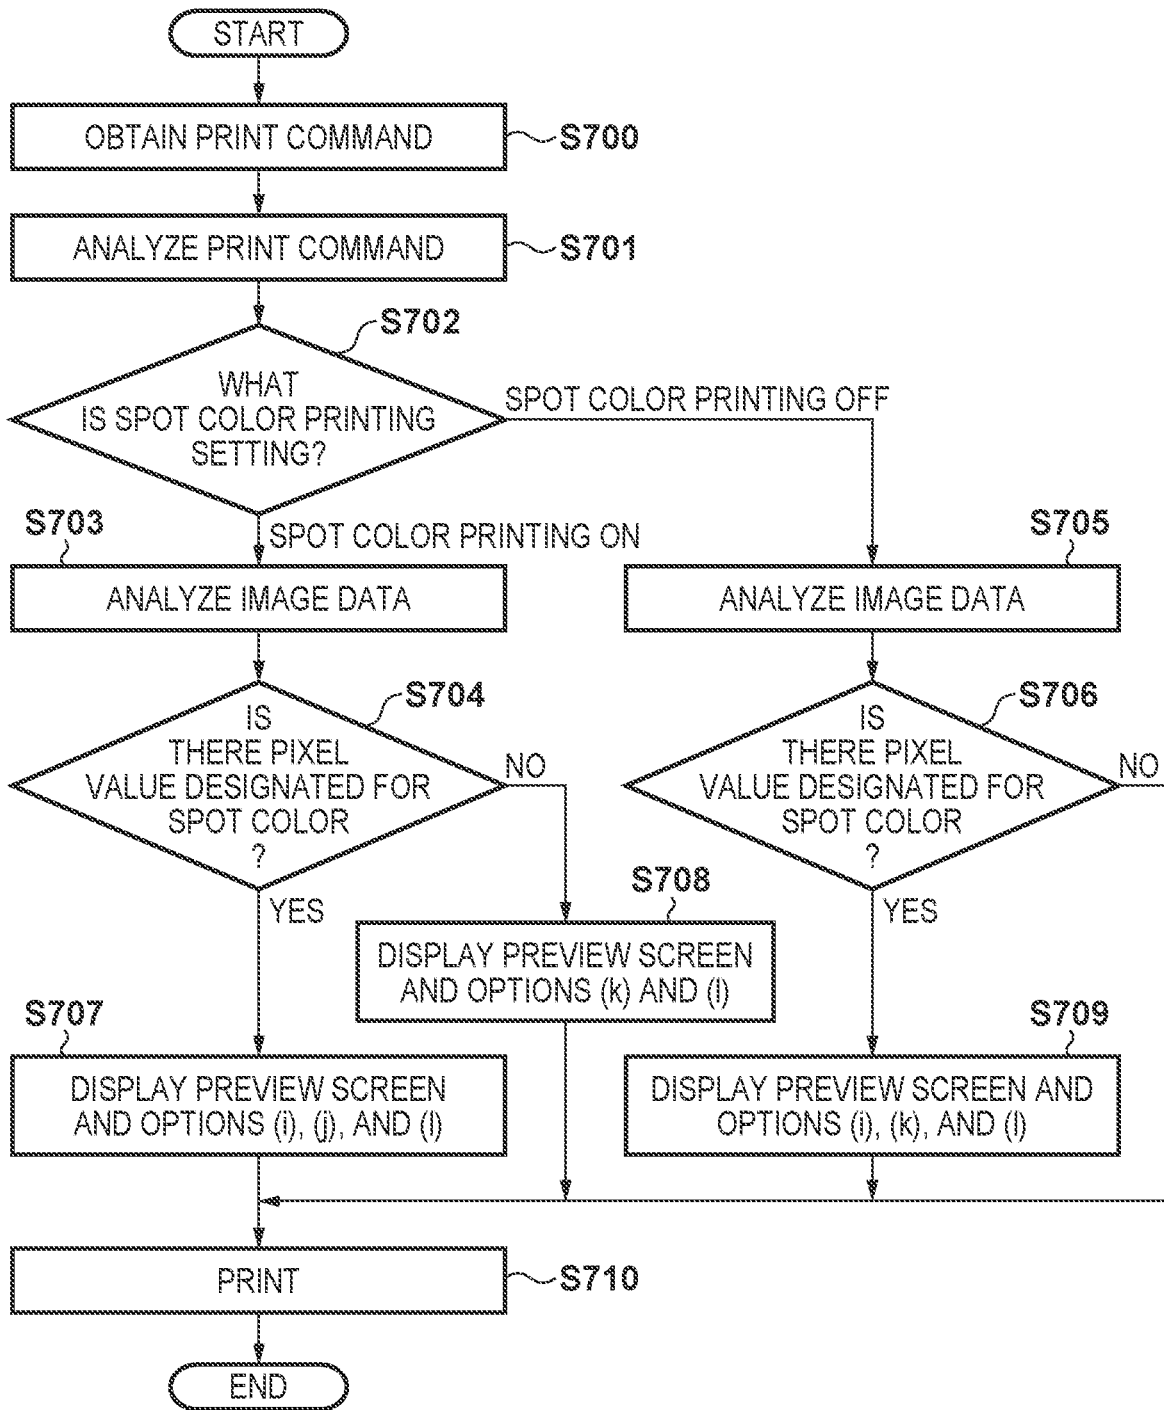 START
OBTAIN PRINT COMMAND
S700
ANALYZE PRINT COMMAND
S701
S702
WHAT
IS SPOT COLOR PRINTING
SETTING?
SPOT COLOR PRINTING OFF
SPOT COLOR PRINTING ON
S703
ANALYZE IMAGE DATA
S705
ANALYZE IMAGE DATA
S704
IS
THERE PIXEL
VALUE DESIGNATED FOR
SPOT COLOR
?
NO
YES
S706
IS
THERE PIXEL
VALUE DESIGNATED FOR
SPOT COLOR
?
NO
YES
S708
DISPLAY PREVIEW SCREEN
AND OPTIONS (k) AND (l)
S707
DISPLAY PREVIEW SCREEN
AND OPTIONS (i), (j), AND (l)
S709
DISPLAY PREVIEW SCREEN AND
OPTIONS (i), (k), AND (l)
PRINT
S710
END